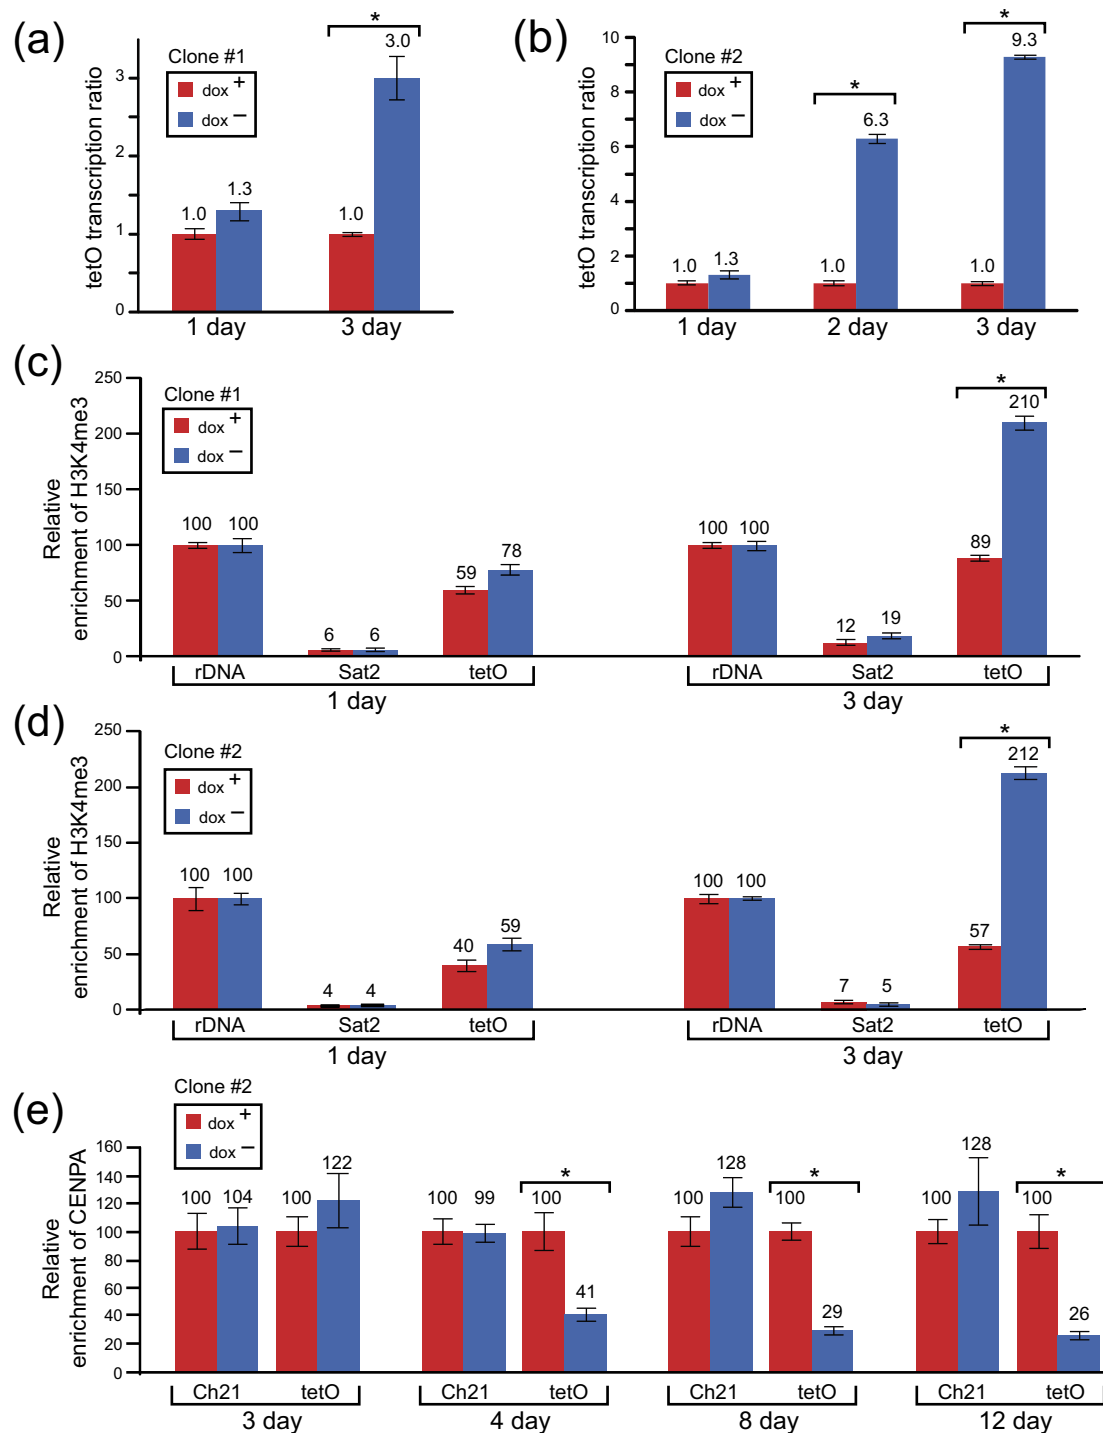 (a)
tetO transcription ratio
Clone #1
dox +
dox −
3
2
1
0
1.0
1.3
1.0
3.0
*
1 day
3 day
(b)
tetO transcription ratio
Clone #2
dox +
dox −
10
8
6
4
2
0
1.0
1.3
1.0
6.3
*
1.0
9.3
*
1 day
2 day
3 day
(c)
Relative
enrichment of H3K4me3
Clone #1
dox +
dox −
250
200
150
100
50
0
100
100
6
6
59
78
100
100
12
19
89
210
*
rDNA
Sat2
tetO
rDNA
Sat2
tetO
1 day
3 day
(d)
Relative
enrichment of H3K4me3
Clone #2
dox +
dox −
250
200
150
100
50
0
100
100
4
4
40
59
100
100
7
5
57
212
*
rDNA
Sat2
tetO
rDNA
Sat2
tetO
1 day
3 day
(e)
Relative
enrichment of CENPA
Clone #2
dox +
dox −
160
140
120
100
80
60
40
20
0
100
104
100
122
100
99
100
41
*
100
128
100
29
*
100
128
100
26
*
Ch21
tetO
Ch21
tetO
Ch21
tetO
Ch21
tetO
3 day
4 day
8 day
12 day